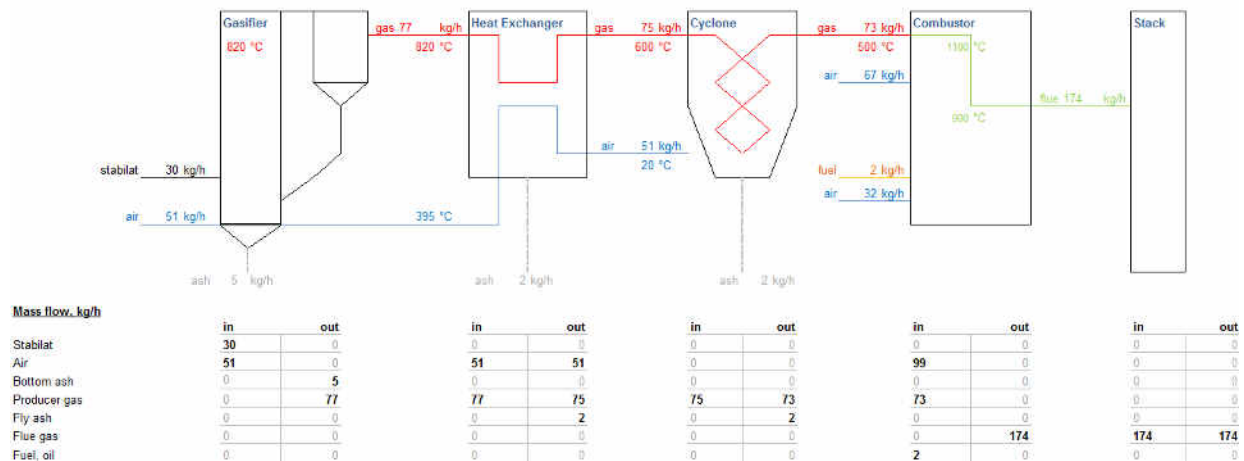 Gasifier Heat Exchanger Cyclone Combustor Stack
820 °C gas 77 kg/h gas 75 kg/h gas 73 kg/h 1100 °C
820 °C 600 °C 500 °C
air 67 kg/h
flue 174 kg/h
900 °C
air 51 kg/h
20 °C
stabilat 30 kg/h fuel 2 kg/h
air 32 kg/h
air 51 kg/h 395 °C
ash 5 kg/h ash 2 kg/h ash 2 kg/h
Mass flow, kg/h
in out in out in out in out in out
Stabilat 30 0 0 0 0 0 0 0 0 0
Air 51 0 51 51 0 0 99 0 0 0
Bottom ash 0 5 0 0 0 0 0 0 0 0
Producer gas 0 77 77 75 75 73 73 0 0 0
Fly ash 0 0 0 2 0 2 0 0 0 0
Flue gas 0 0 0 0 0 0 0 174 174 174
Fuel, oil 0 0 0 0 0 0 2 0 0 0